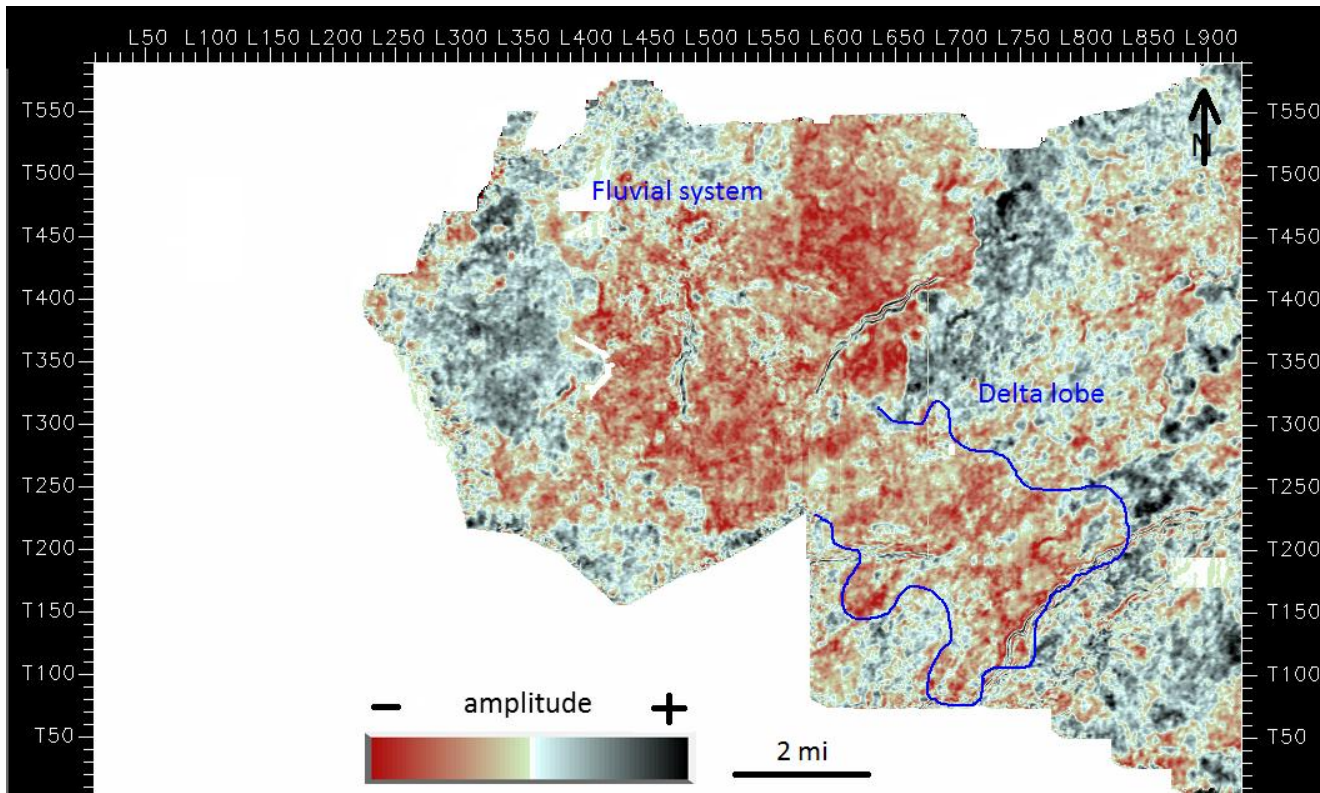 L50 L100 L150 L200 L250 L300 L350 L400 L450 L500 L550 L600 L650 L700 L750 L800 L850 L900
T550 T550
N
T500 T500
Fluvial system
T450 T450
T400 T400
T350 T350
Delta lobe
T300 T300
T250 T250
T200 T200
T150 T150
T100 T100
− amplitude +
T50 T50
2 mi